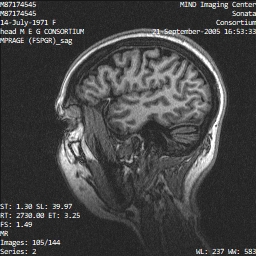 M87174545
M87174545
14-July-1971 F
head M E G CONSORTIUM
MPRAGE (FSPGR)_sag
MIND Imaging Center
Sonata
Consortium
21-September-2005 16:53:33
ST: 1.30 SL: 39.97
RT: 2730.00 ET: 3.25
FS: 1.49
MR
Images: 105/144
Series: 2
WL: 237 WW: 583